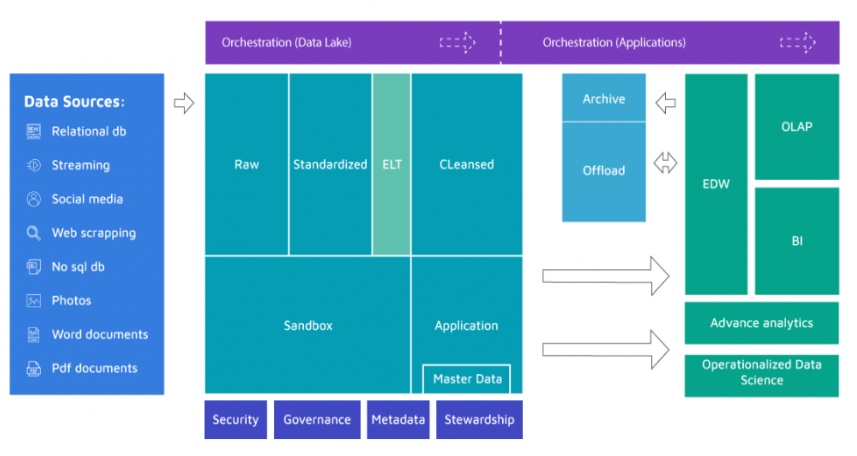 Orchestration (Data Lake)
Orchestration (Applications)
Data Sources:
Relational db
Streaming
Social media
Web scrapping
No sql db
Photos
Word documents
Pdf documents
Raw
Standardized
ELT
CLeansed
Sandbox
Application
Master Data
Security
Governance
Metadata
Stewardship
Archive
Offload
EDW
OLAP
BI
Advance analytics
Operationalized Data
Science